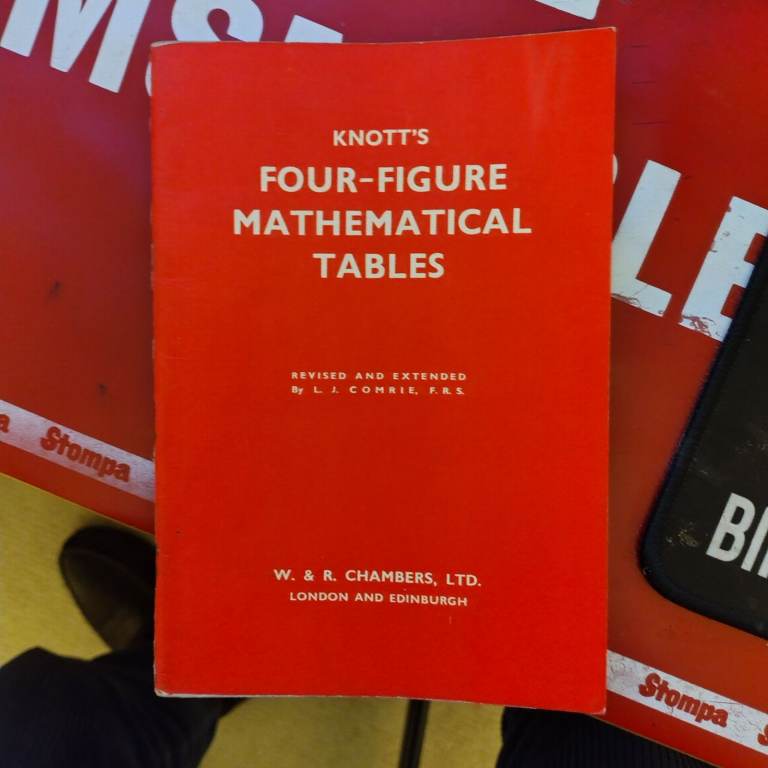 KNOTT'S
FOUR-FIGURE
MATHEMATICAL
TABLES
REVISED AND EXTENDED
By L. J. COMRIE, F.R.S.
W. & R. CHAMBERS, LTD.
LONDON AND EDINBURGH
Stompa
Stompa